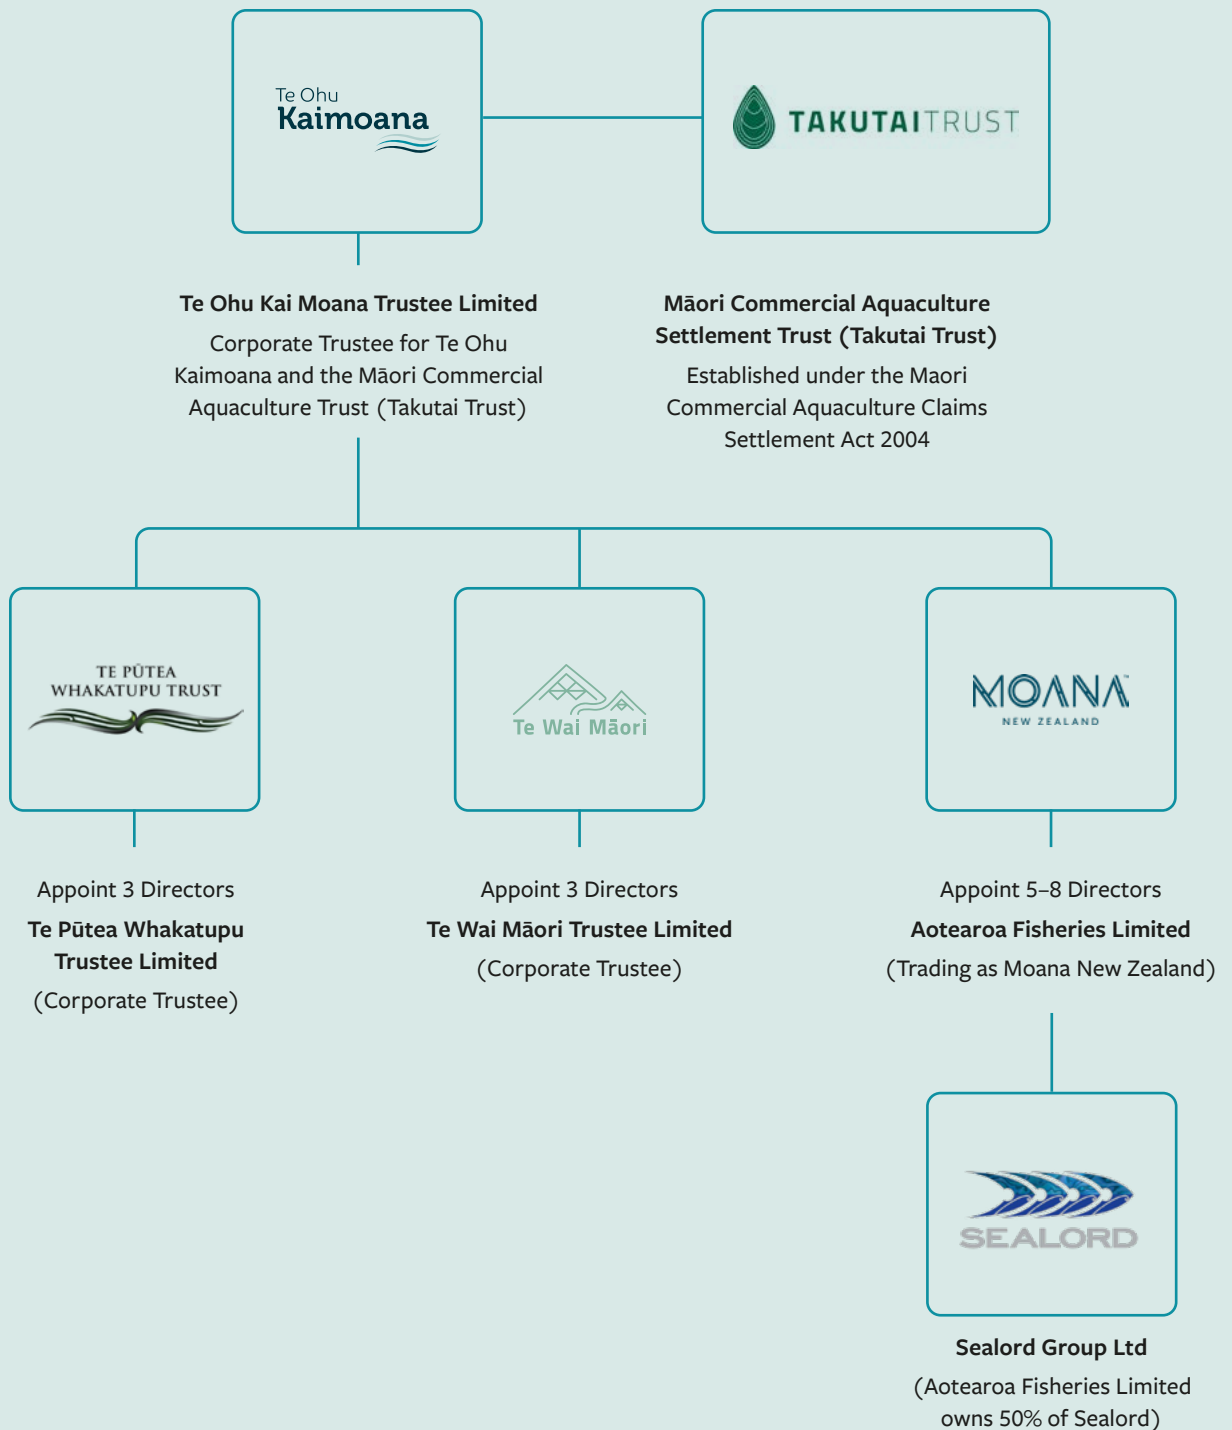 Te Ohu
Kaimoana
TAKUTAITRUST
Te Ohu Kai Moana Trustee Limited
Corporate Trustee for Te Ohu
Kaimoana and the Māori Commercial
Aquaculture Trust (Takutai Trust)
Māori Commercial Aquaculture
Settlement Trust (Takutai Trust)
Established under the Maori
Commercial Aquaculture Claims
Settlement Act 2004
TE PŪTEA
WHAKATUPU TRUST
Te Wai Māori
MOANA™
NEW ZEALAND
Appoint 3 Directors
Te Pūtea Whakatupu
Trustee Limited
(Corporate Trustee)
Appoint 3 Directors
Te Wai Māori Trustee Limited
(Corporate Trustee)
Appoint 5–8 Directors
Aotearoa Fisheries Limited
(Trading as Moana New Zealand)
SEALORD
Sealord Group Ltd
(Aotearoa Fisheries Limited
owns 50% of Sealord)